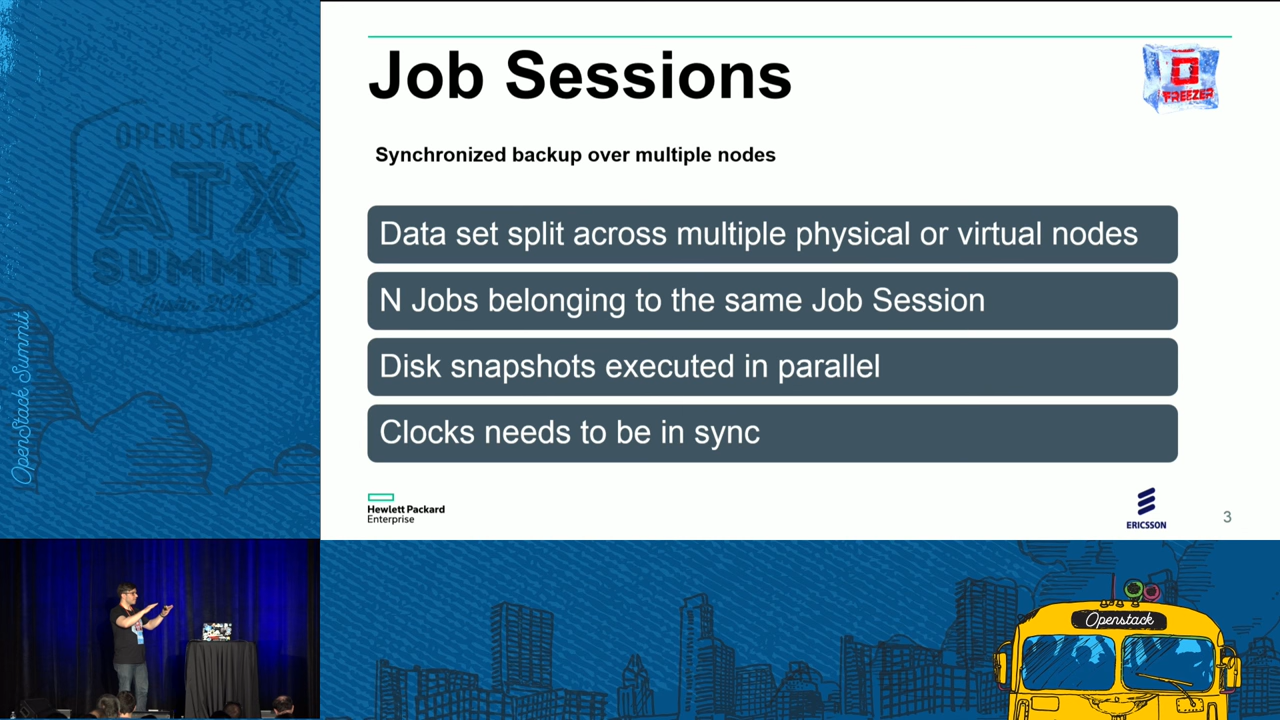 Job Sessions
FREEZER
Synchronized backup over multiple nodes
Data set split across multiple physical or virtual nodes
N Jobs belonging to the same Job Session
Disk snapshots executed in parallel
Clocks needs to be in sync
Hewlett Packard
Enterprise
ERICSSON
3
OPENSTACK
ATX
SUMMIT
Austin 2016
OpenStack Summit
Openstack